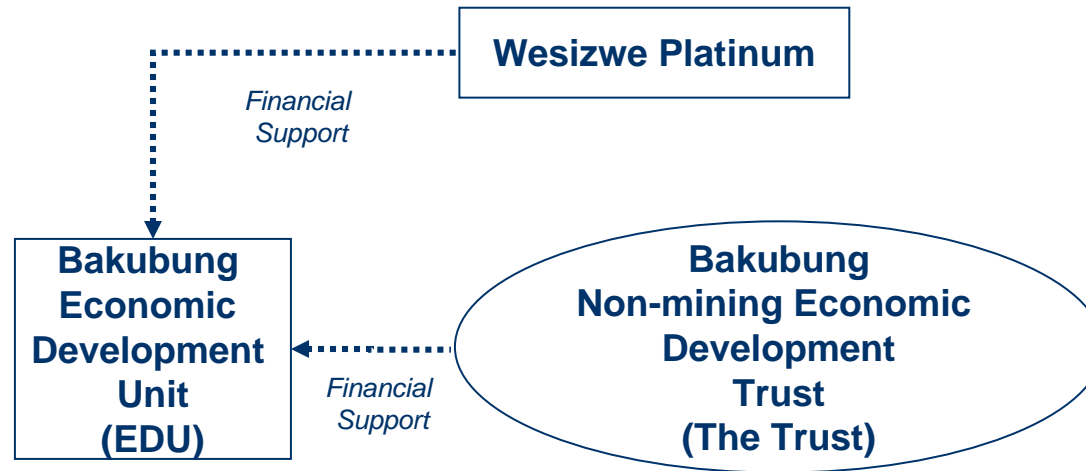 Wesizwe Platinum
Financial
Support
Bakubung
Economic
Development
Unit
(EDU)
Financial
Support
Bakubung
Non-mining Economic
Development
Trust
(The Trust)